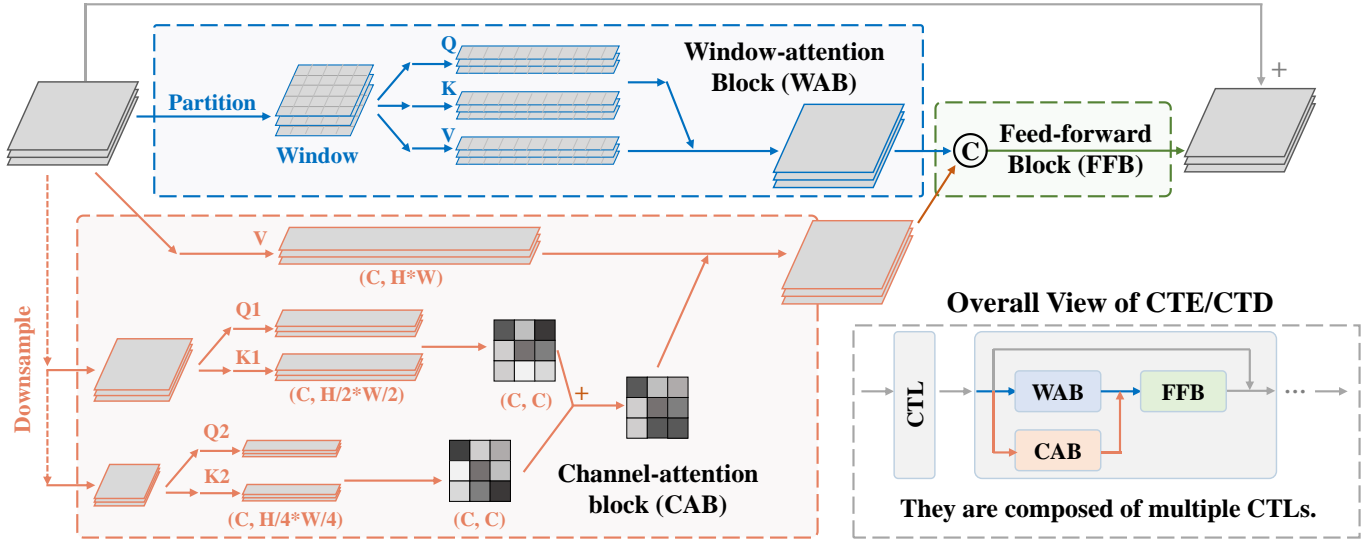 Q
Window-attention
Block (WAB)
+
Partition
K
Window
V
C
Feed-forward
Block (FFB)
V
(C, H*W)
Downsample
Q1
K1
(C, H/2*W/2)
(C, C)
+
Q2
K2
(C, H/4*W/4)
(C, C)
Channel-attention
block (CAB)
Overall View of CTE/CTD
CTL
WAB
FFB
...
CAB
They are composed of multiple CTLs.